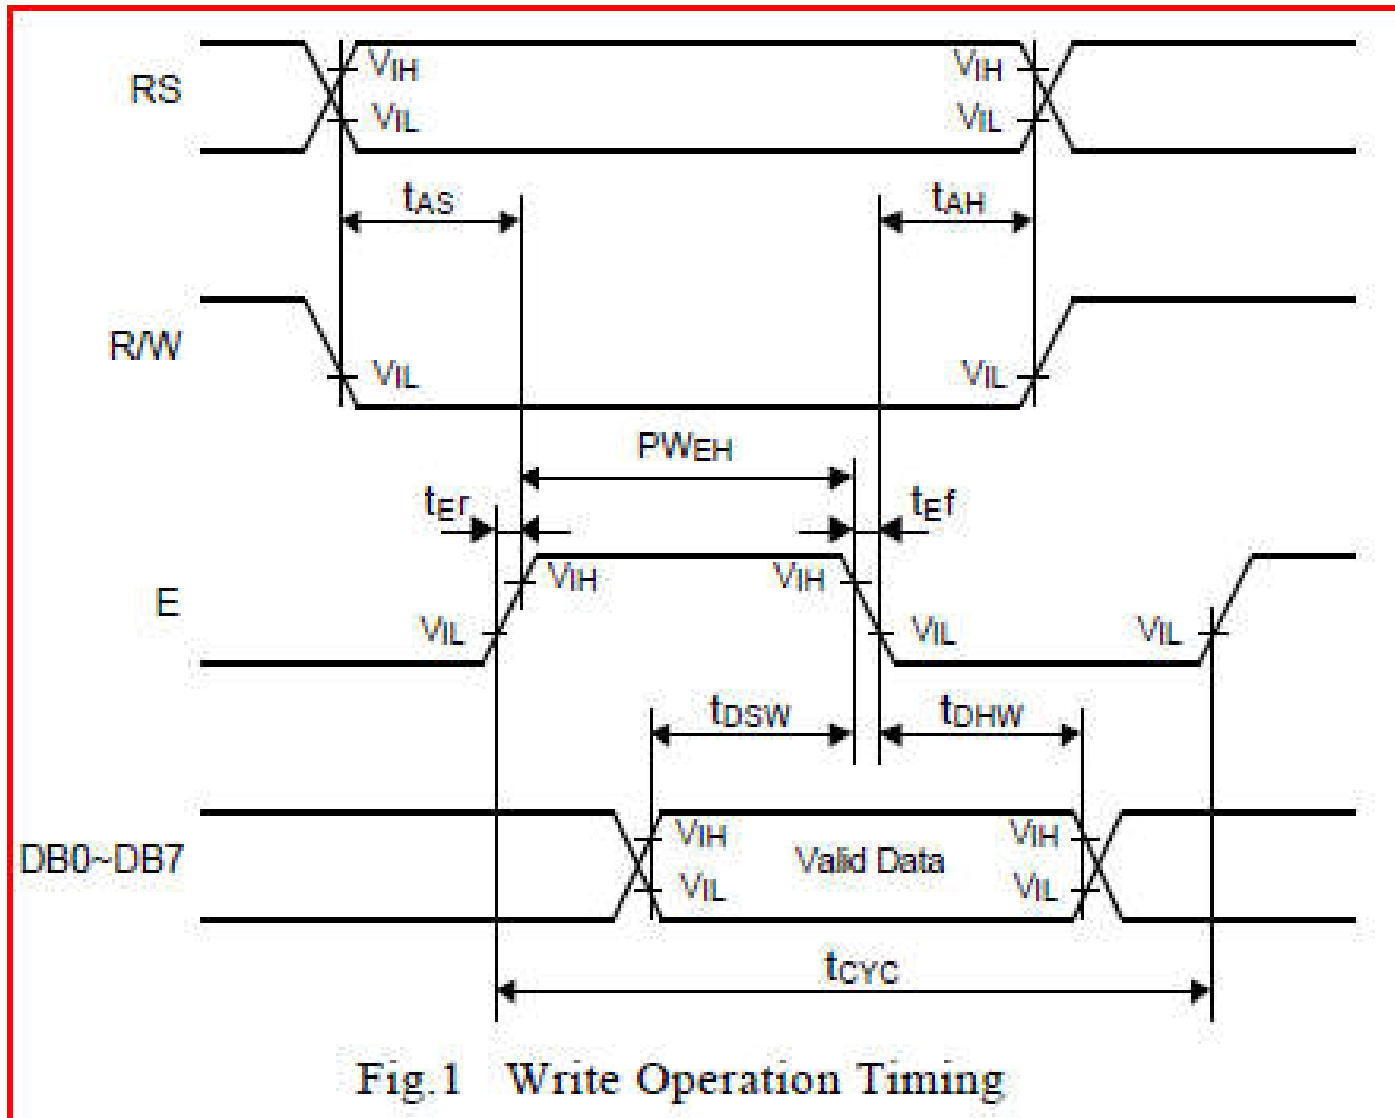 VIH VIH
RS
VIL VIL
tAS tAH
R/W
VIL VIL
PWEH
tEr tEf
VIH VIH
E
VIL VIL VIL
tDSW tDHW
VIH VIH
DB0~DB7 Valid Data
VIL VIL
tCYC
Fig.1 Write Operation Timing